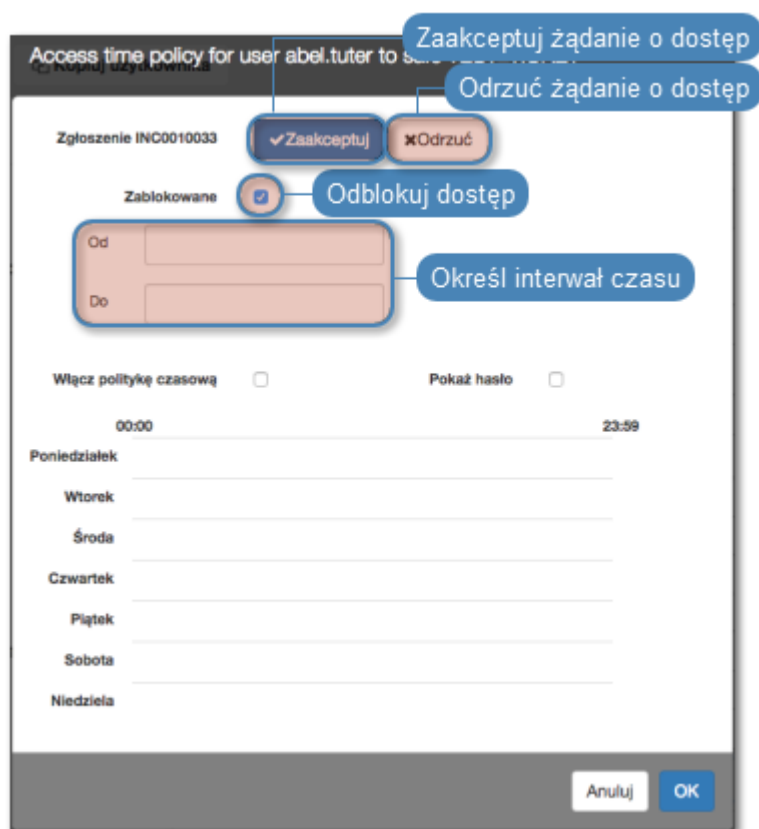 Zaakceptuj żądanie o dostęp
Access time policy for user abel.tuter to
Kopiuj użytkownika
Odrzuć żądanie o dostęp
Zgłoszenie INC0010033 Zaakceptuj Odrzuć
Zablokowane Odblokuj dostęp
Od
Określ interwał czasu
Do
Włącz politykę czasową Pokaż hasło
00:00 23:59
Poniedziałek
Wtorek
Środa
Czwartek
Piątek
Sobota
Niedziela
Anuluj OK